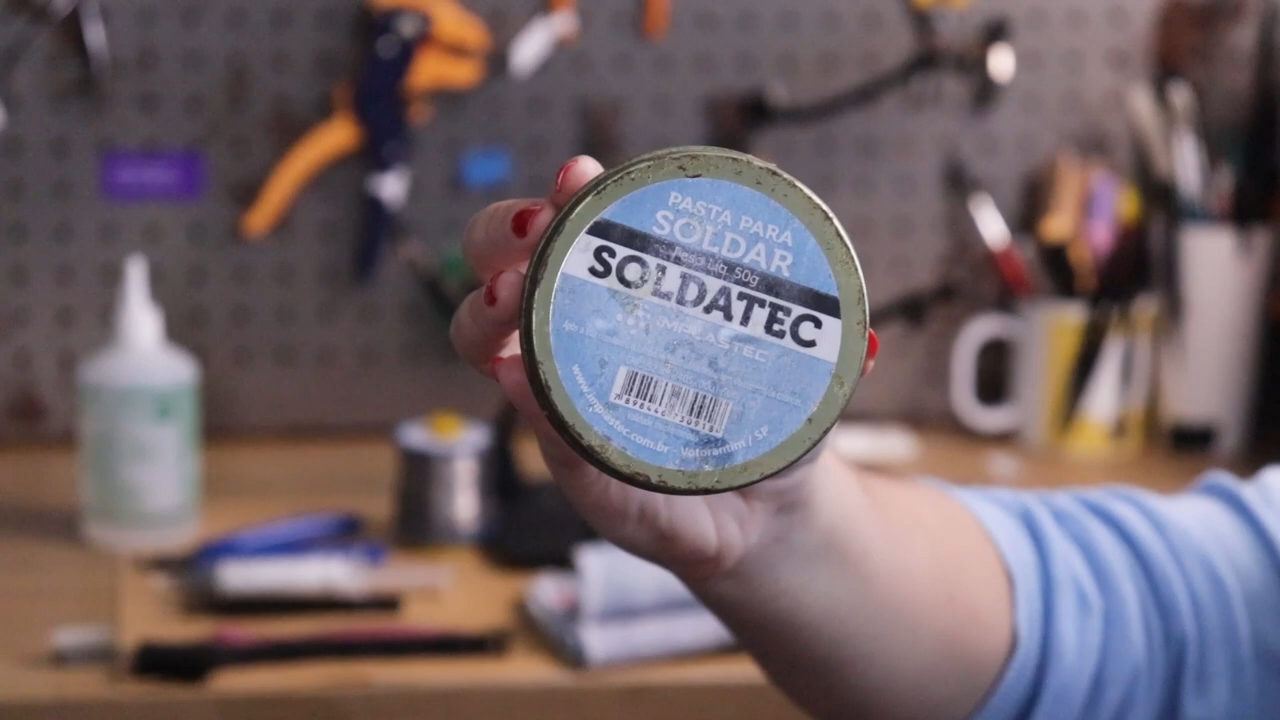 PASTA PARA
SOLDAR
Peso Líq. 50g
SOLDATEC
IMPLASTEC
www.implastec.com.br - Votorantim / SP